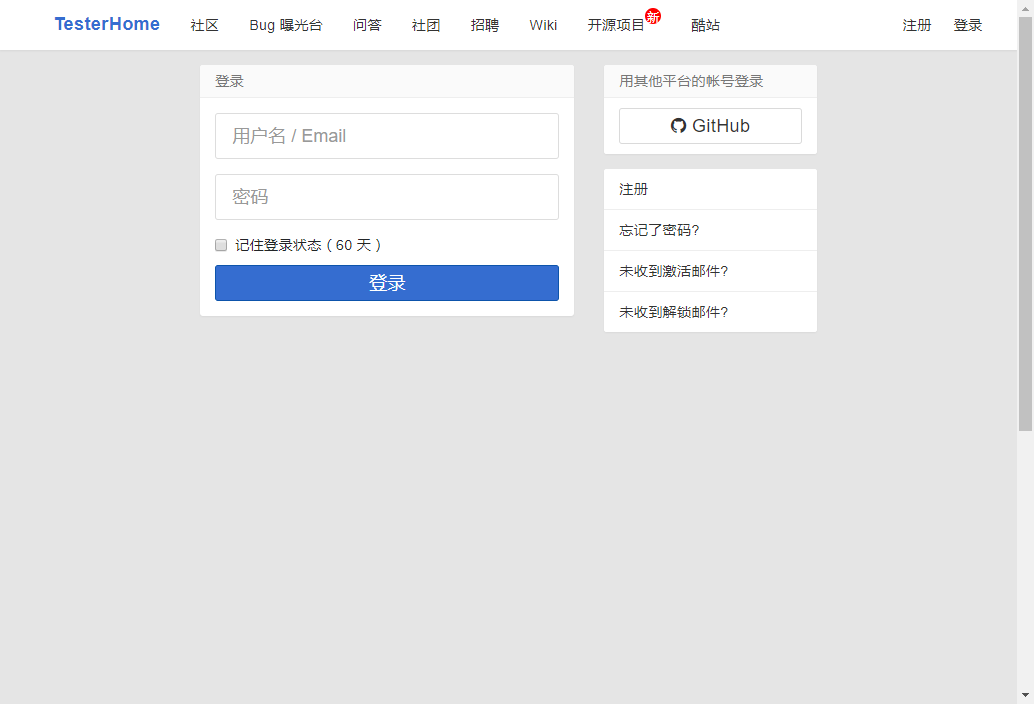 TesterHome 社区 Bug 曝光台 问答 社团 招聘 Wiki 开源项目 新 酷站 注册 登录
登录
用户名 / Email
密码
记住登录状态 ( 60 天 )
登录
用其他平台的帐号登录
GitHub
注册
忘记了密码?
未收到激活邮件?
未收到解锁邮件?